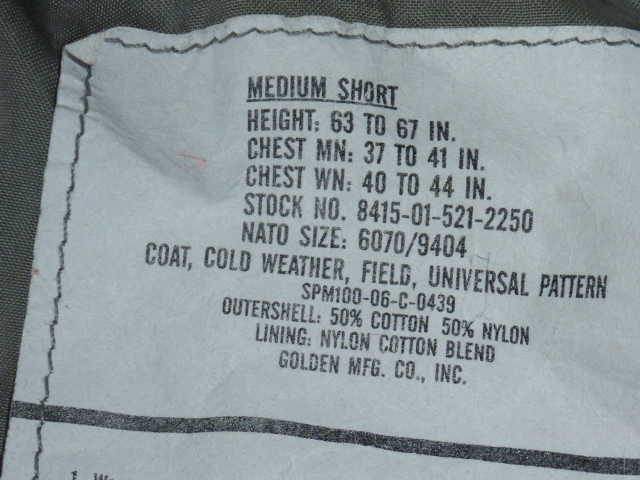 MEDIUM SHORT
HEIGHT: 63 TO 67 IN.
CHEST MN: 37 TO 41 IN.
CHEST WN: 40 TO 44 IN.
STOCK NO. 8415-01-521-2250
NATO SIZE: 6070/9404
COAT, COLD WEATHER, FIELD, UNIVERSAL PATTERN
SPM100-06-C-0439
OUTERSHELL: 50% COTTON 50% NYLON
LINING: NYLON COTTON BLEND
GOLDEN MFG. CO., INC.